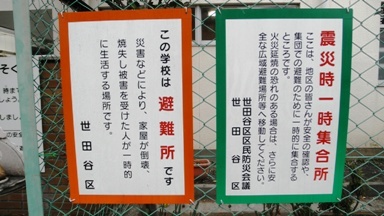 震災時一時集合所
ここは、地区の皆さんが安全の確認や、
集団での避難のために一時的に集合する
ところです。
火災延焼の恐れのある場合は、さらに安
全な広域避難場所等へ移動してください。
世田谷区区民防災会議
世田谷区
この学校は避難所です
災害などにより、家屋が倒壊、
焼失し被害を受けた人が一時的
に生活する場所です。
世田谷区